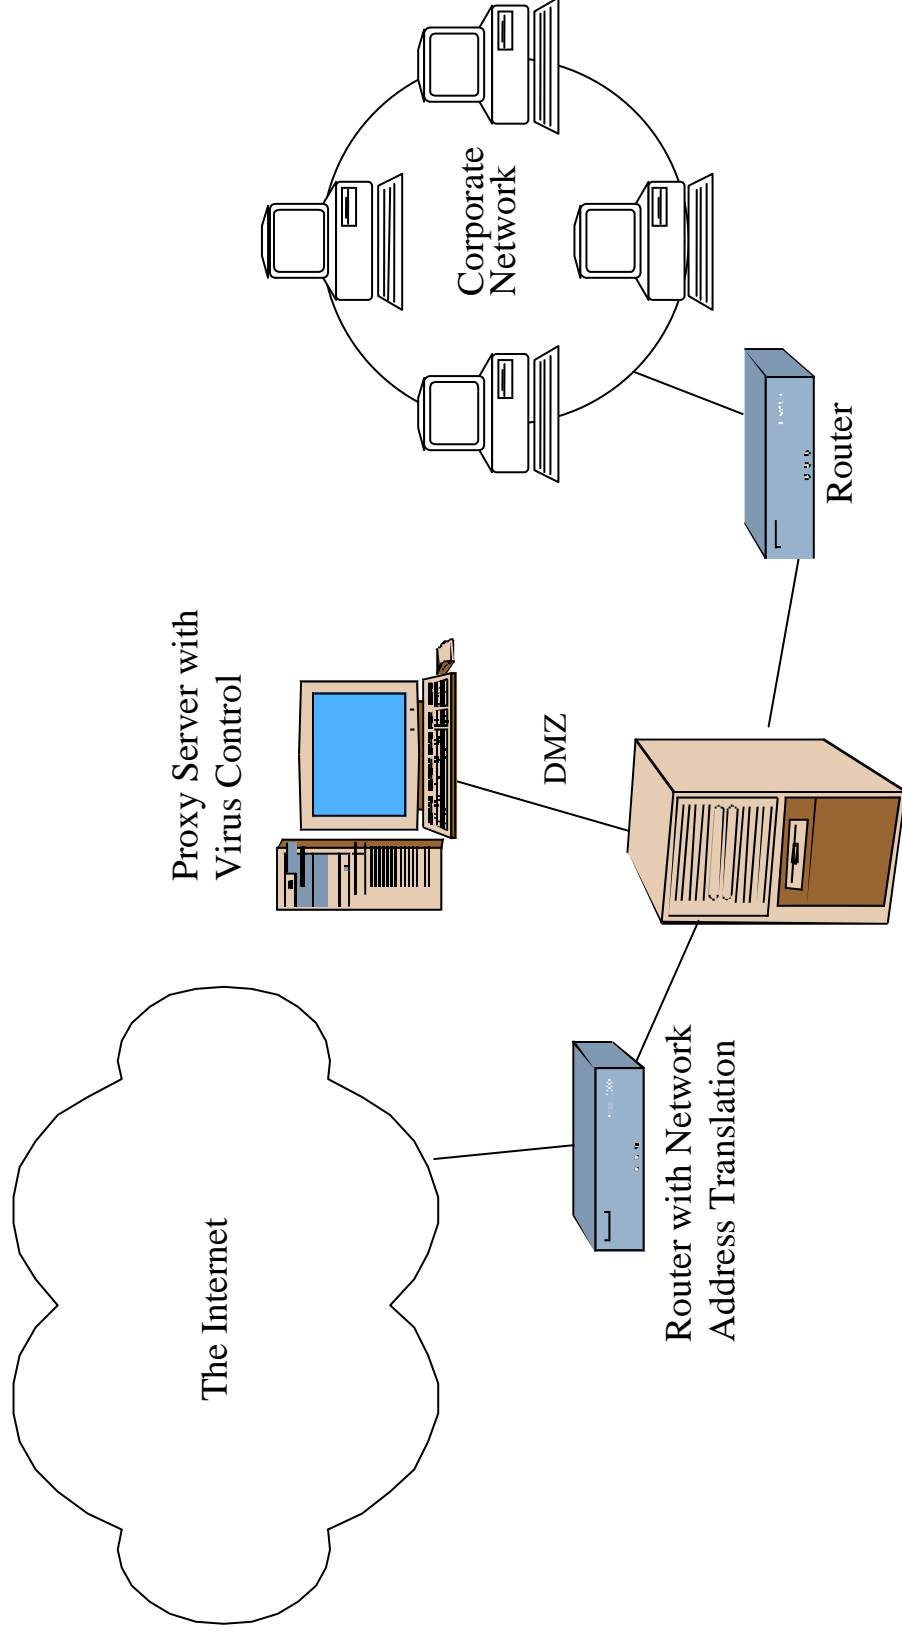 The Internet
Proxy Server with
Virus Control
Corporate
Network
DMZ
Router with Network
Address Translation
Router